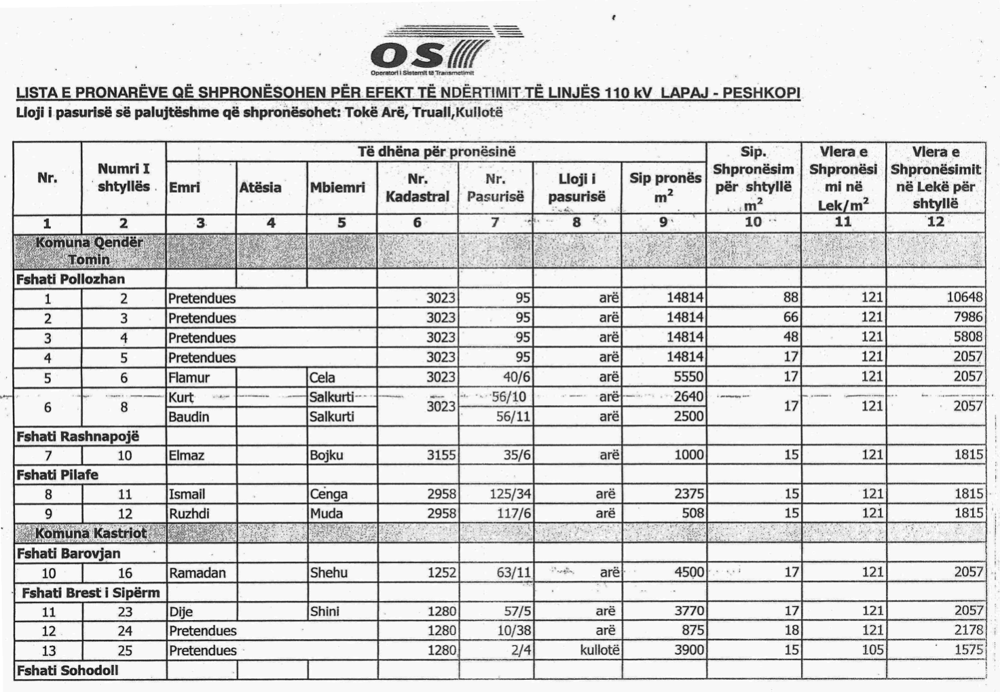 OST
Operatori i Sistemit të Transmetimit
LISTA E PRONARËVE QË SHPRONËSOHEN PËR EFEKT TË NDËRTIMIT TË LINJËS 110 kV LAPAJ - PESHKOPI
Lloji i pasurisë së palujtëshme që shpronësohet: Tokë Arë, Truall,Kullotë
Nr. Numri I shtyllës Të dhëna për pronësinë Sip. Shpronësim për shtyllë m² Vlera e Shpronësi mi në Lek/m² Vlera e Shpronësimit në Lekë për shtyllë
Emri Atësia Mbiemri Nr. Kadastral Nr. Pasurisë Lloji i pasurisë Sip pronës m²
1 2 3 4 5 6 7 8 9 10 11 12
Komuna Qendër Tomin
Fshati Pollozhan
1 2 Pretendues 3023 95 arë 14814 88 121 10648
2 3 Pretendues 3023 95 arë 14814 66 121 7986
3 4 Pretendues 3023 95 arë 14814 48 121 5808
4 5 Pretendues 3023 95 arë 14814 17 121 2057
5 6 Flamur Cela 3023 40/6 arë 5550 17 121 2057
6 8 Kurt Salkurti 3023 56/10 arë 2640 17 121 2057
Baudin Salkurti 56/11 arë 2500
Fshati Rashnapojë
7 10 Elmaz Bojku 3155 35/6 arë 1000 15 121 1815
Fshati Pilafe
8 11 Ismail Cenga 2958 125/34 arë 2375 15 121 1815
9 12 Ruzhdi Muda 2958 117/6 arë 508 15 121 1815
Komuna Kastriot
Fshati Barovjan
10 16 Ramadan Shehu 1252 63/11 arë 4500 17 121 2057
Fshati Brest i Sipërm
11 23 Dije Shini 1280 57/5 arë 3770 17 121 2057
12 24 Pretendues 1280 10/38 arë 875 18 121 2178
13 25 Pretendues 1280 2/4 kullotë 3900 15 105 1575
Fshati Sohodoll